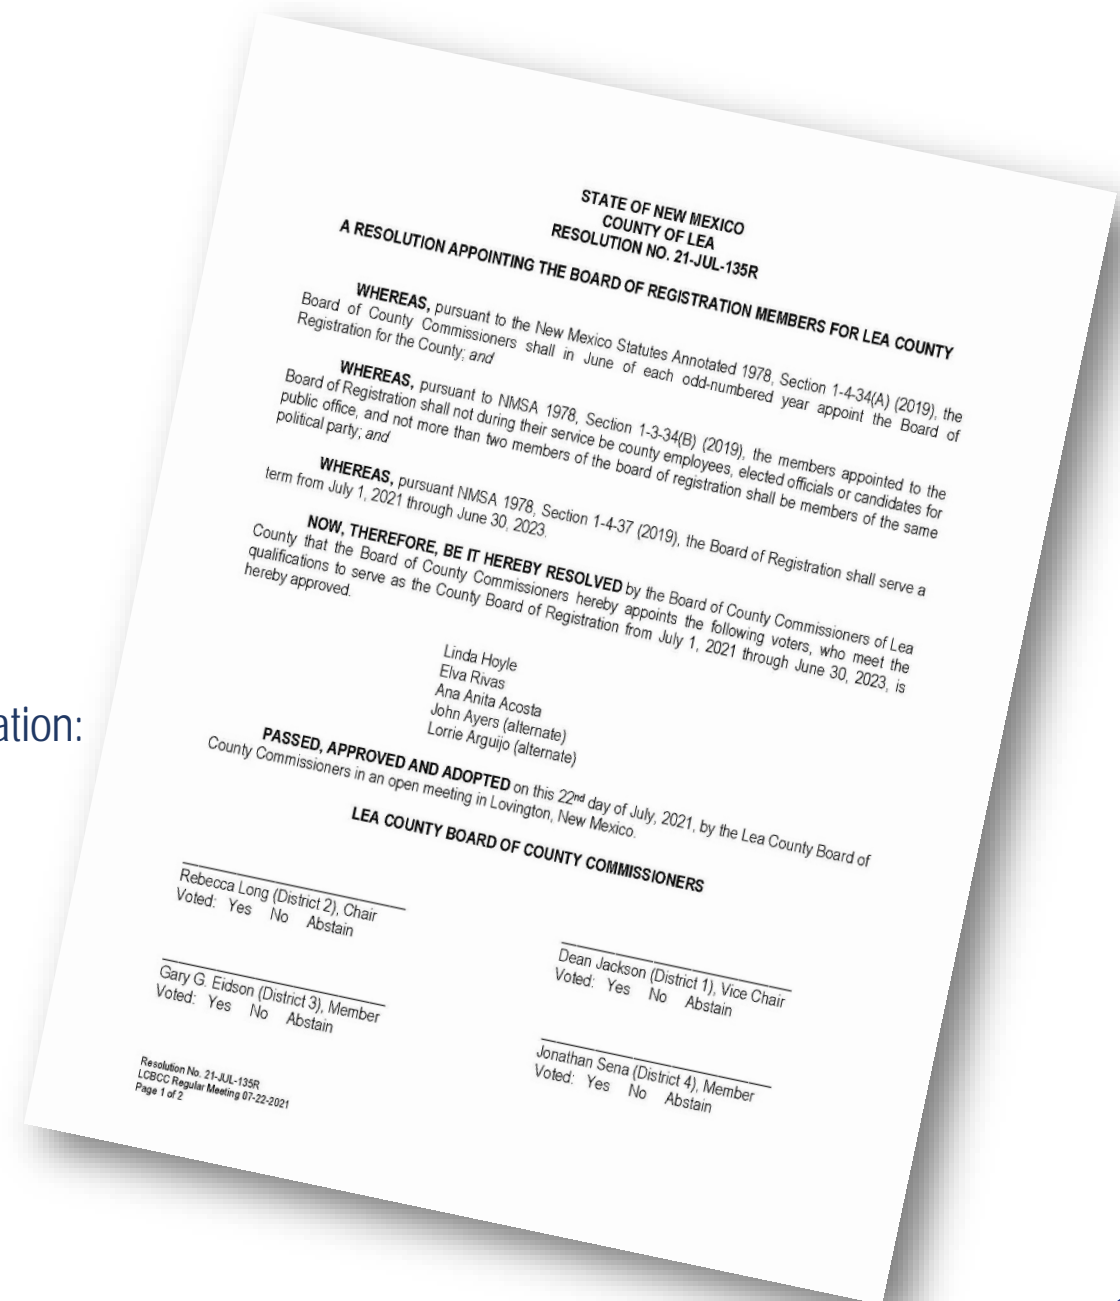 STATE OF NEW MEXICO
COUNTY OF LEA
RESOLUTION NO. 21-JUL-135R
A RESOLUTION APPOINTING THE BOARD OF REGISTRATION MEMBERS FOR LEA COUNTY
WHEREAS, pursuant to the New Mexico Statutes Annotated 1978, Section 1-4-34(A) (2019), the
Board of County Commissioners shall in June of each odd-numbered year appoint the Board of
Registration for the County; and
WHEREAS, pursuant to NMSA 1978, Section 1-3-34(B) (2019), the members appointed to the
Board of Registration shall not during their service be county employees, elected officials or candidates for
public office, and not more than two members of the board of registration shall be members of the same
political party; and
WHEREAS, pursuant NMSA 1978, Section 1-4-37 (2019), the Board of Registration shall serve a
term from July 1, 2021 through June 30, 2023.
NOW, THEREFORE, BE IT HEREBY RESOLVED by the Board of County Commissioners of Lea
County that the Board of County Commissioners hereby appoints the following voters, who meet the
qualifications to serve as the County Board of Registration from July 1, 2021 through June 30, 2023, is
hereby approved.
Linda Hoyle
Elva Rivas
Ana Anita Acosta
John Ayers (alternate)
Lorrie Arguijo (alternate)
ation:
PASSED, APPROVED AND ADOPTED on this 22nd day of July, 2021, by the Lea County Board of
County Commissioners in an open meeting in Lovington, New Mexico.
LEA COUNTY BOARD OF COUNTY COMMISSIONERS
Rebecca Long (District 2), Chair
Voted: Yes No Abstain
Dean Jackson (District 1), Vice Chair
Voted: Yes No Abstain
Gary G. Eidson (District 3), Member
Voted: Yes No Abstain
Jonathan Sena (District 4), Member
Voted: Yes No Abstain
Resolution No. 21-JUL-135R
LCBCC Regular Meeting 07-22-2021
Page 1 of 2